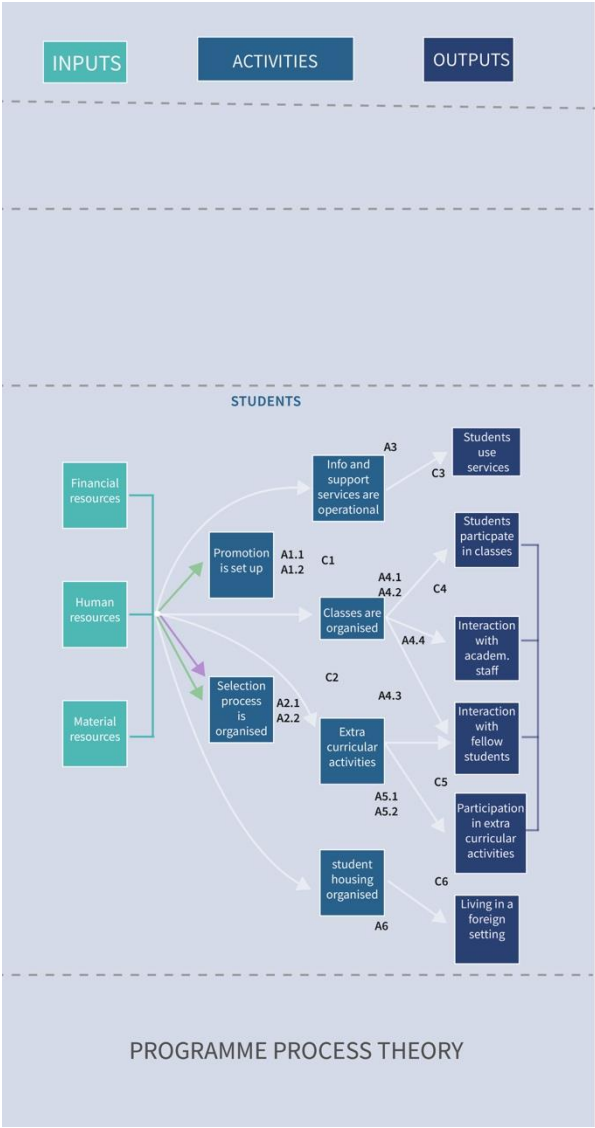 INPUTS
ACTIVITIES
OUTPUTS
STUDENTS
Financial
resources
Human
resources
Material
resources
Info and
support
services are
operational
A3
C3
Students
use
services
Promotion
is set up
A1.1
A1.2
C1
Classes are
organised
A4.1
A4.2
C4
A4.4
Students
particpate
in classes
Interaction
with
academ.
staff
Selection
process
is
organised
A2.1
A2.2
C2
A4.3
Extra
curricular
activities
Interaction
with
fellow
students
C5
A5.1
A5.2
Participation
in extra
curricular
activities
student
housing
organised
C6
A6
Living in a
foreign
setting
PROGRAMME PROCESS THEORY